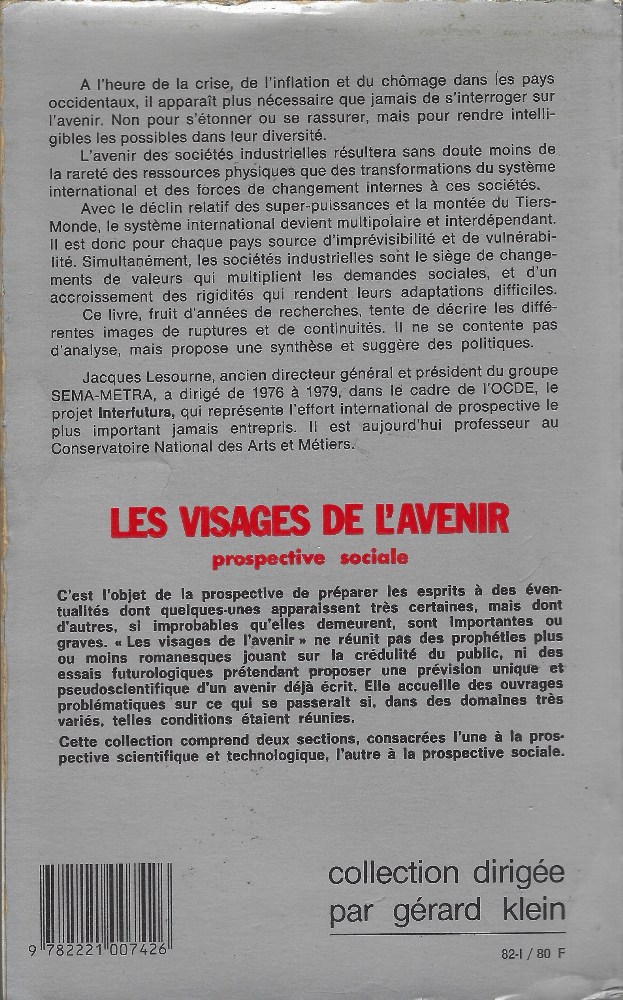 A l'heure de la crise, de l'inflation et du chômage dans les pays
occidentaux, il apparaît plus nécessaire que jamais de s'interroger sur
l'avenir. Non pour s'étonner ou se rassurer, mais pour rendre intelli-
gibles les possibles dans leur diversité.
L'avenir des sociétés industrielles résultera sans doute moins de
la rareté des ressources physiques que des transformations du système
international et des forces de changement internes à ces sociétés.
Avec le déclin relatif des super-puissances et la montée du Tiers-
Monde, le système international devient multipolaire et interdépendant.
Il est donc pour chaque pays source d'imprévisibilité et de vulnérabi-
lité. Simultanément, les sociétés industrielles sont le siège de change-
ments de valeurs qui multiplient les demandes sociales, et d'un
accroissement des rigidités qui rendent leurs adaptations difficiles.
Ce livre, fruit d'années de recherches, tente de décrire les diffé-
rentes images de ruptures et de continuités. Il ne se contente pas
d'analyse, mais propose une synthèse et suggère des politiques.
Jacques Lesourne, ancien directeur général et président du groupe
SEMA-METRA, a dirigé de 1976 à 1979, dans le cadre de l'OCDE, le
projet Interfuturs, qui représente l'effort international de prospective le
plus important jamais entrepris. Il est aujourd'hui professeur au
Conservatoire National des Arts et Métiers.
LES VISAGES DE L'AVENIR
prospective sociale
C'est l'objet de la prospective de préparer les esprits à des éven-
tualités dont quelques-unes apparaissent très certaines, mais dont
d'autres, si improbables qu'elles demeurent, sont importantes ou
graves. « Les visages de l'avenir » ne réunit pas des prophéties plus
ou moins romanesques jouant sur la crédulité du public, ni des
essais futurologiques prétendant proposer une prévision unique et
pseudoscientifique d'un avenir déjà écrit. Elle accueille des ouvrages
problématiques sur ce qui se passerait si, dans des domaines très
variés, telles conditions étaient réunies.
Cette collection comprend deux sections, consacrées l'une à la pros-
pective scientifique et technologique, l'autre à la prospective sociale.
collection dirigée
par gérard klein
9 782221 007426
82-I / 80 F